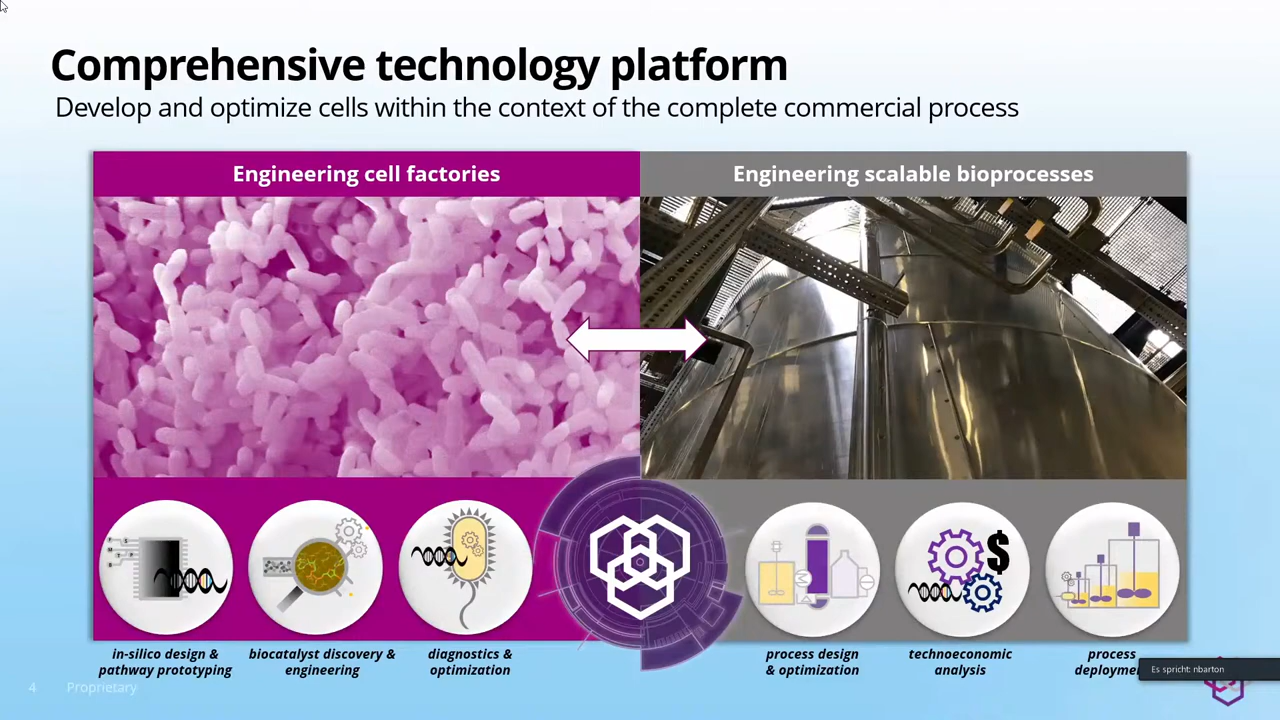 Comprehensive technology platform
Develop and optimize cells within the context of the complete commercial process
Engineering cell factories
Engineering scalable bioprocesses
$
in-silico design &
pathway prototyping
biocatalyst discovery &
engineering
diagnostics &
optimization
process design
& optimization
technoeconomic
analysis
process
Es spricht: nbarton
4
Proprietary